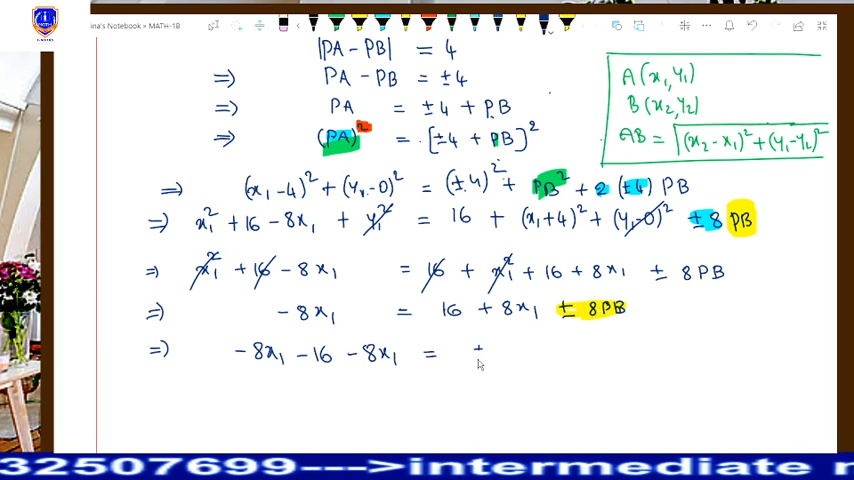 ina's Notebook » MATH-1B
|PA - PB| = 4
⇒ PA - PB = ±4
⇒ PA = ±4 + PB
⇒ (PA)² = [±4 + PB]²
A(x₁,y₁)
B(x₂,y₂)
AB = √(x₂-x₁)²+(y₁-y₂)²
⇒ (x₁-4)² + (y₁-0)² = (±4)² + PB² + 2(±4) PB
⇒ x₁² + 16 - 8x₁ + y₁² = 16 + (x₁+4)² + (y₁-0)² ± 8 PB
⇒ x₁² + 16 - 8x₁ = 16 + x₁² + 16 + 8x₁ ± 8PB
⇒ -8x₁ = 16 + 8x₁ ± 8PB
⇒ -8x₁ - 16 - 8x₁ = ±
32507699--->intermediate